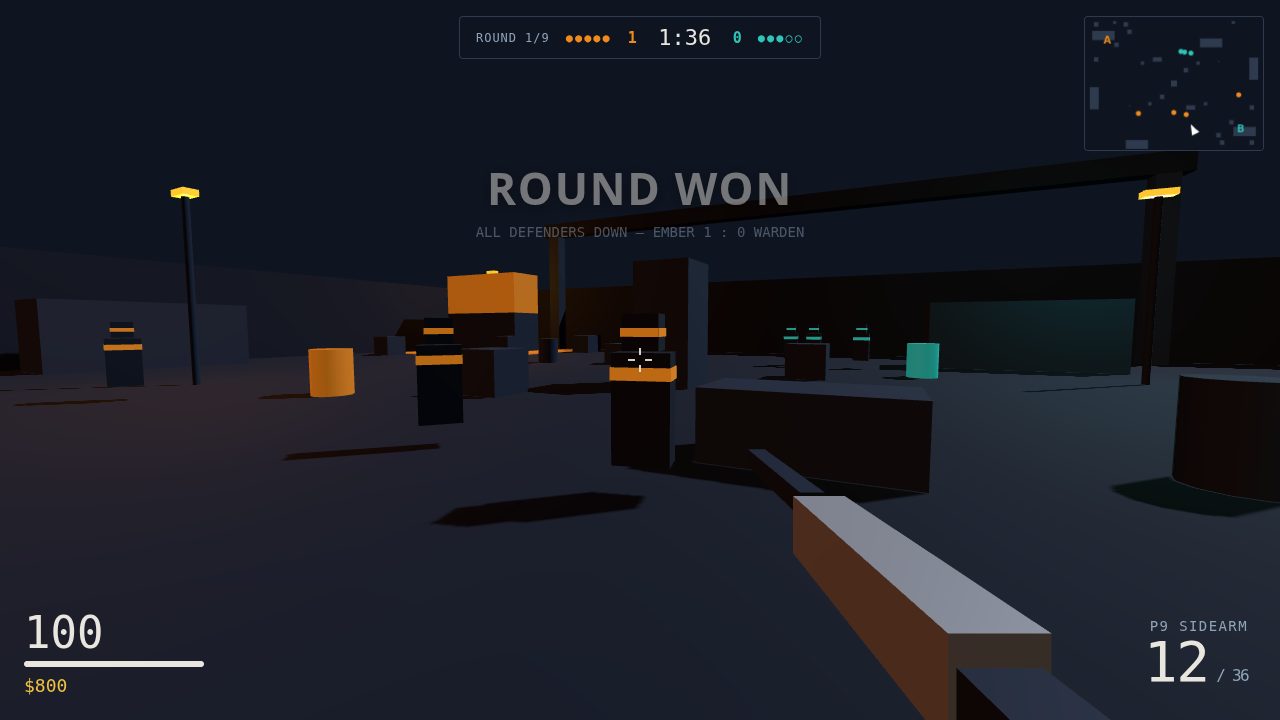 ROUND 1/9 1 1:36 0
A
B
ROUND WON
ALL DEFENDERS DOWN — EMBER 1 : 0 WARDEN
100
$800
P9 SIDEARM
12 / 36